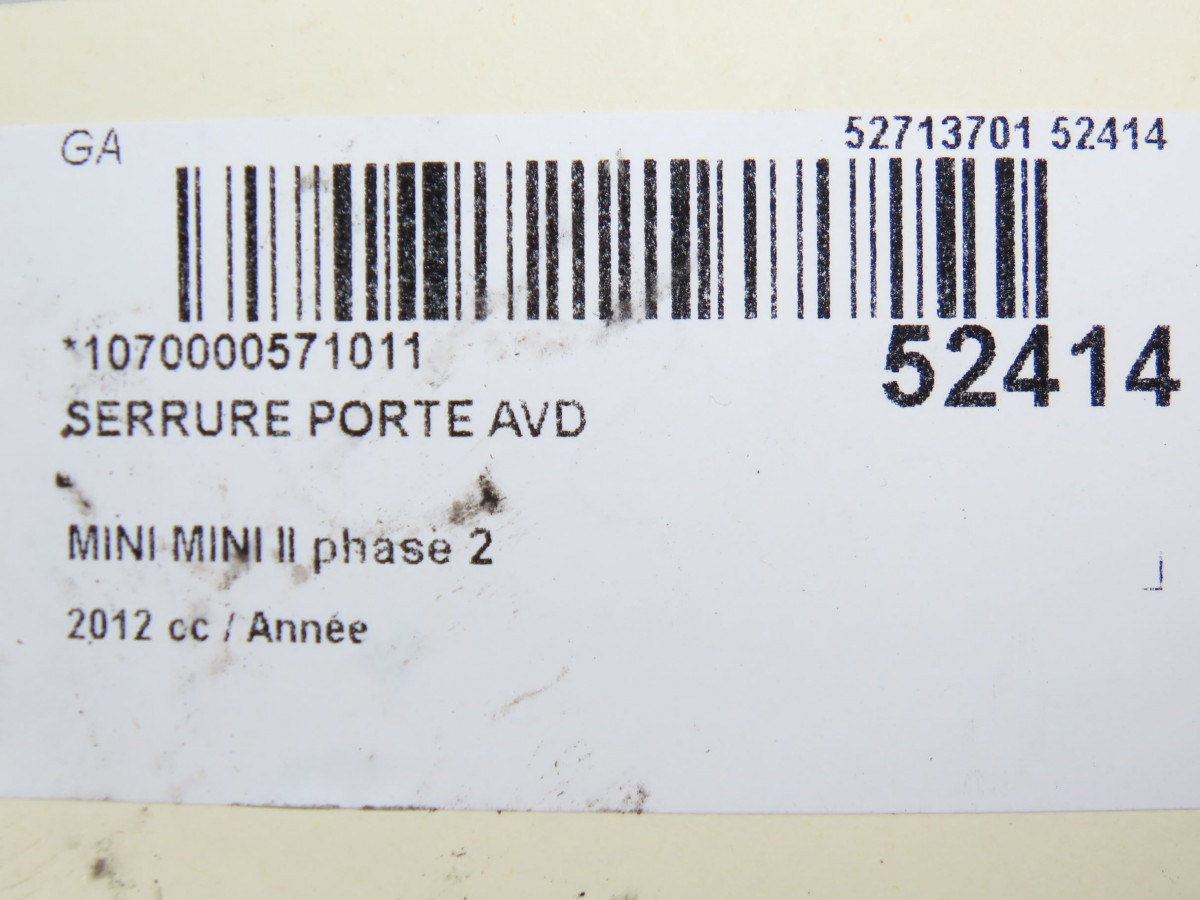 GA
52713701 52414
*1070000571011
52414
SERRURE PORTE AVD
MINI MINI II phase 2
2012 cc / Année